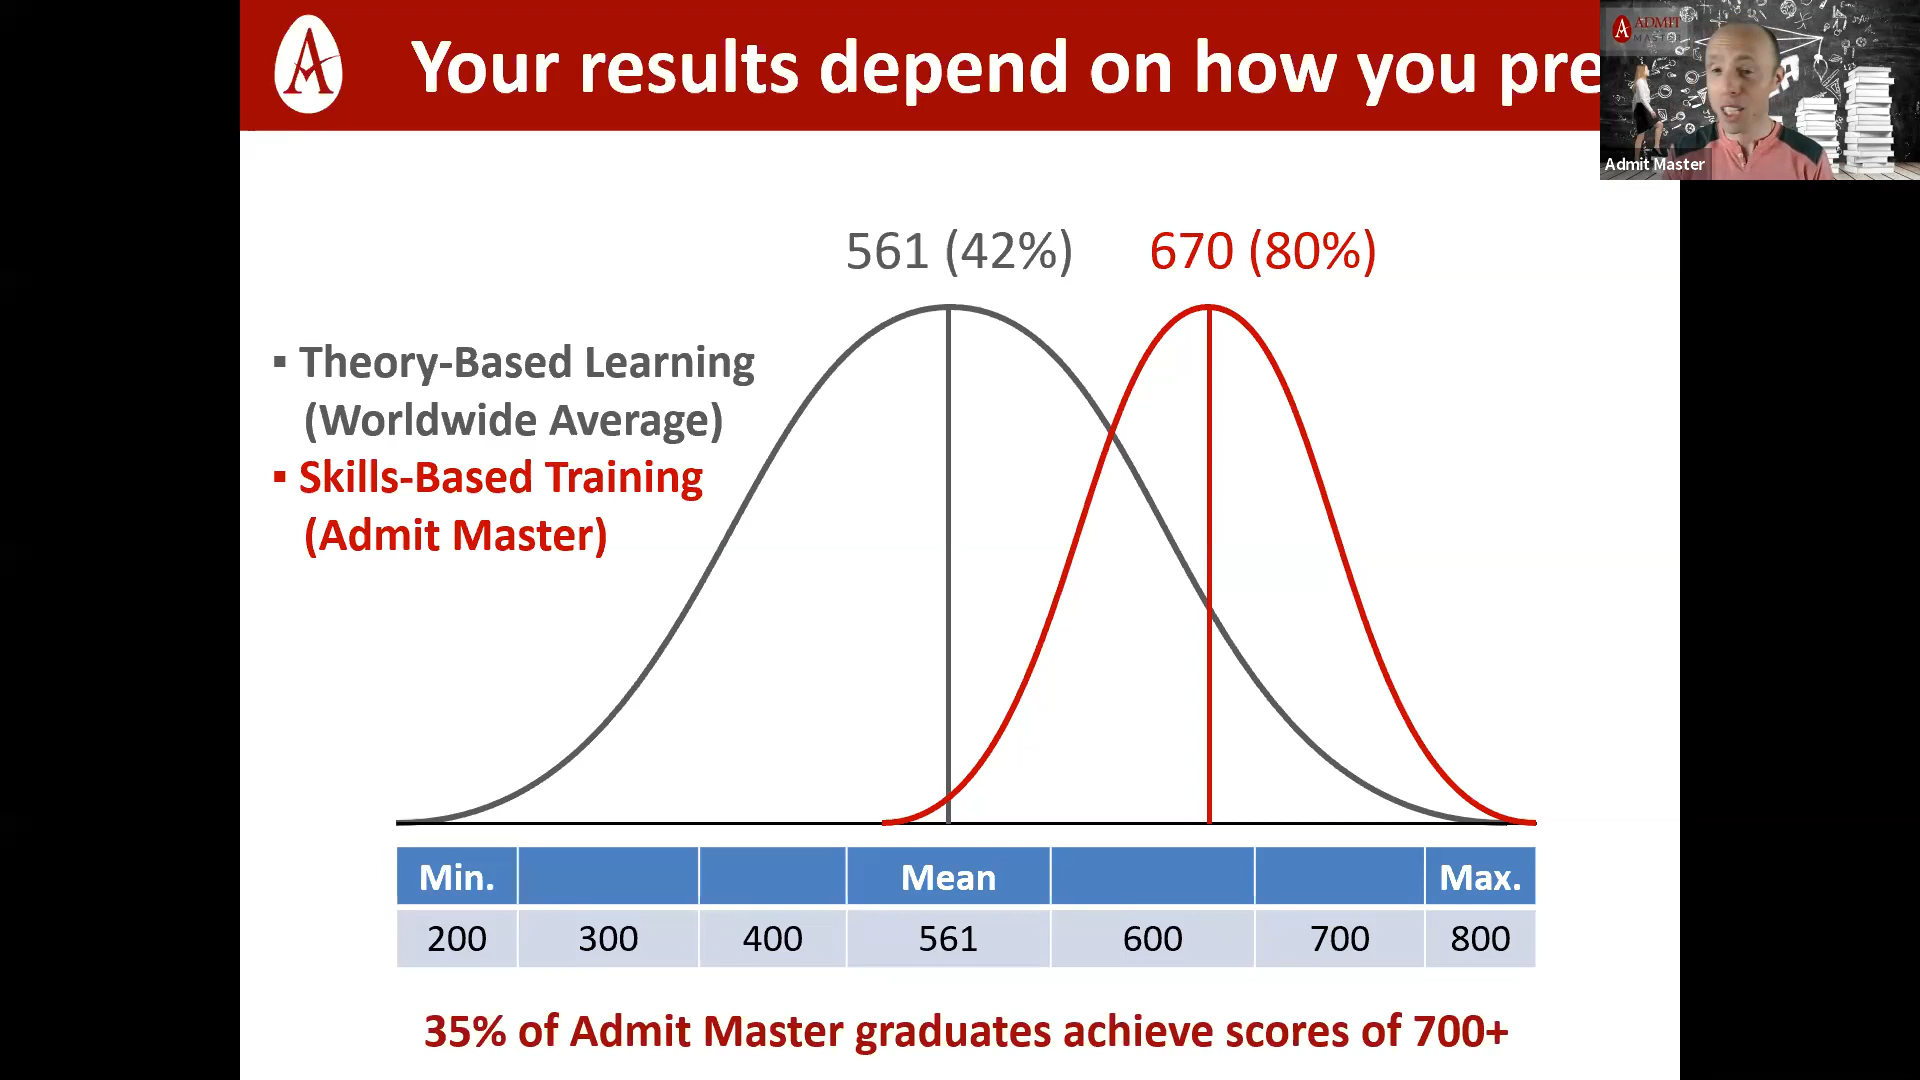 Your results depend on how you pre
ADMIT
MASTER
Admit Master
561 (42%)
670 (80%)
▪ Theory-Based Learning
(Worldwide Average)
▪ Skills-Based Training
(Admit Master)
Min. Mean Max.
200 300 400 561 600 700 800
35% of Admit Master graduates achieve scores of 700+